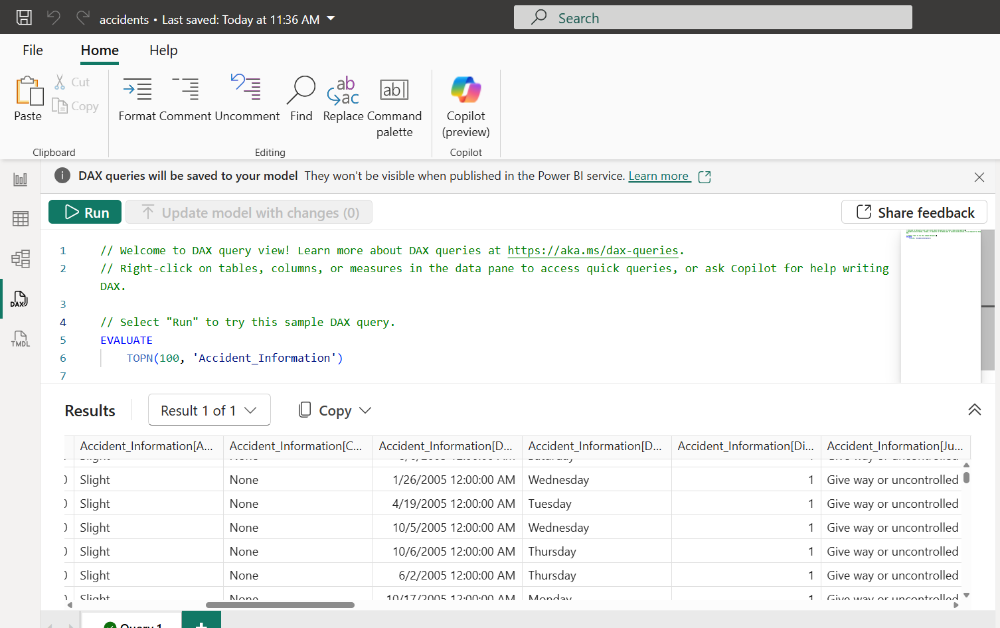 accidents • Last saved: Today at 11:36 AM
Search
File Home Help
Paste
Cut
Copy
Format Comment Uncomment Find Replace Command palette
Copilot (preview)
Clipboard Editing Copilot
DAX queries will be saved to your model They won't be visible when published in the Power BI service. Learn more
Run
Update model with changes (0)
Share feedback
1 // Welcome to DAX query view! Learn more about DAX queries at https://aka.ms/dax-queries.
2 // Right-click on tables, columns, or measures in the data pane to access quick queries, or ask Copilot for help writing
DAX.
3
4 // Select "Run" to try this sample DAX query.
5 EVALUATE
6 TOPN(100, 'Accident_Information')
7
DAX
TMDL
Results
Result 1 of 1
Copy
Accident_Information[A... Accident_Information[C... Accident_Information[D... Accident_Information[D... Accident_Information[Di... Accident_Information[Ju...
Slight None Saturday 1 Give way or uncontrolled
Slight None 1/26/2005 12:00:00 AM Wednesday 1 Give way or uncontrolled
Slight None 4/19/2005 12:00:00 AM Tuesday 1 Give way or uncontrolled
Slight None 10/5/2005 12:00:00 AM Wednesday 1 Give way or uncontrolled
Slight None 10/6/2005 12:00:00 AM Thursday 1 Give way or uncontrolled
Slight None 6/2/2005 12:00:00 AM Thursday 1 Give way or uncontrolled
Slight None 10/17/2005 12:00:00 AM Monday 1 Give way or uncontrolled
Query 1